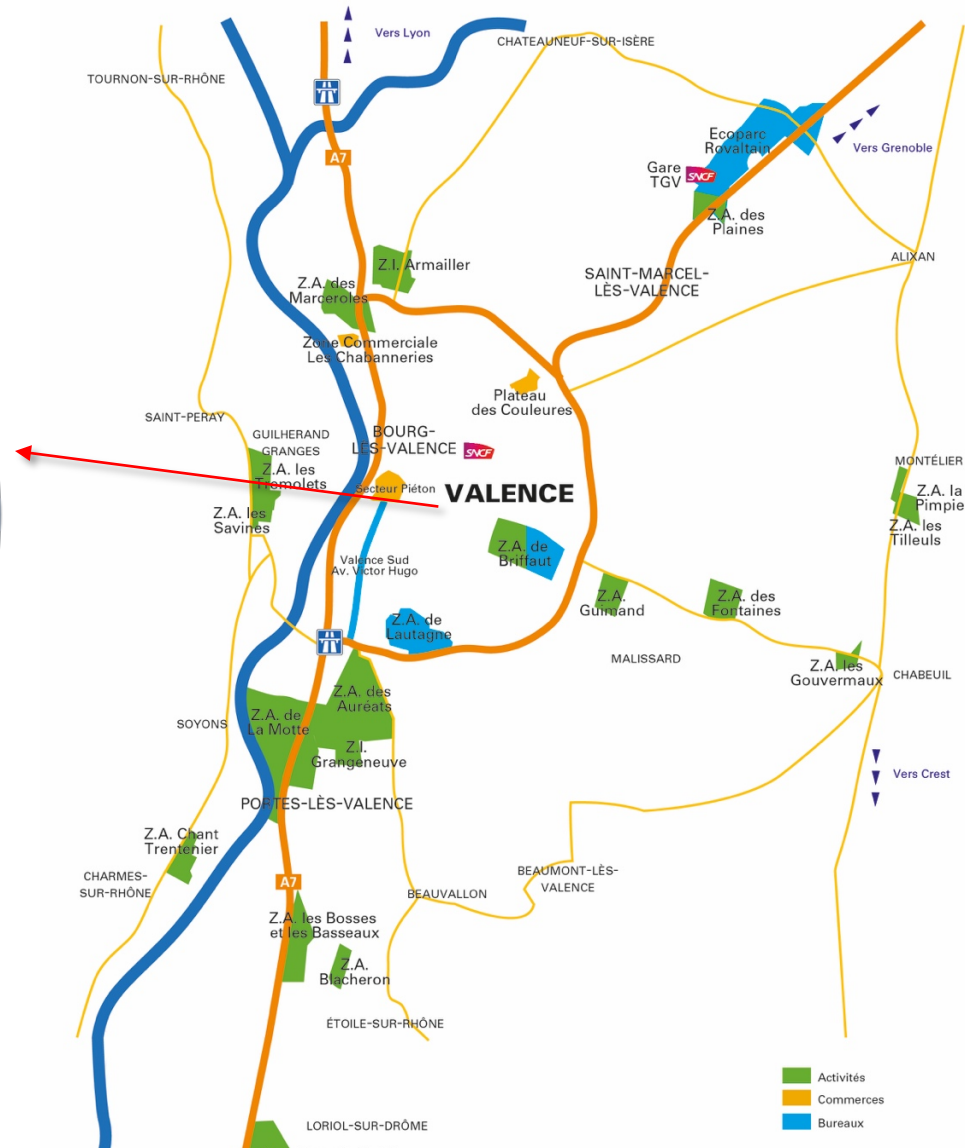 Vers Lyon
CHATEAUNEUF-SUR-ISÈRE
TOURNON-SUR-RHÔNE
A7
Ecoparc
Rovaltain
Vers Grenoble
Gare
TGV
SNCF
Z.A. des
Plaines
Z.I. Armailler
ALIXAN
Z.A. des
Marceroles
SAINT-MARCEL-
LÈS-VALENCE
Zone Commerciale
Les Chabanneries
Plateau
des Couleures
SAINT-PERAY
GUILHERAND
GRANGES
BOURG-
LÈS-VALENCE
SNCF
Z.A. les
Tremolets
Secteur Piéton
VALENCE
MONTÉLIER
Z.A. la
Pimpie
Z.A. les
Savines
Z.A. les
Tilleuls
Z.A. de
Briffaut
Valence Sud
Av. Victor Hugo
Z.A.
Guimand
Z.A. des
Fontaines
Z.A. de
Lautagne
MALISSARD
Z.A. les
Gouvermaux
CHABEUIL
Z.A. des
Auréats
SOYONS
Z.A. de
La Motte
Z.I.
Grangeneuve
Vers Crest
PORTES-LÈS-VALENCE
Z.A. Chant
Trentenier
CHARMES-
SUR-RHÔNE
A7
BEAUVALLON
BEAUMONT-LÈS-
VALENCE
Z.A. les Bosses
et les Basseaux
Z.A.
Blacheron
ÉTOILE-SUR-RHÔNE
Activités
Commerces
Bureaux
LORIOL-SUR-DRÔME